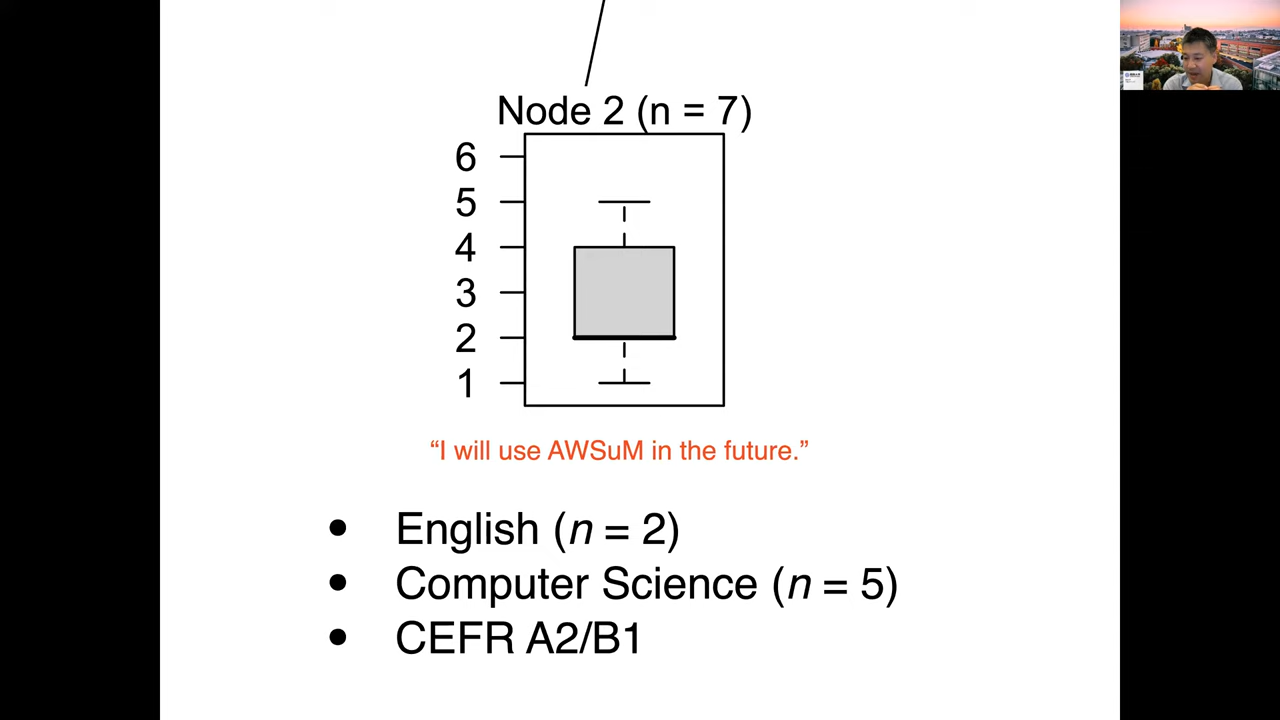 Node 2 (n = 7)
6
5
4
3
2
1
“I will use AWSuM in the future.”
• English (n = 2)
• Computer Science (n = 5)
• CEFR A2/B1